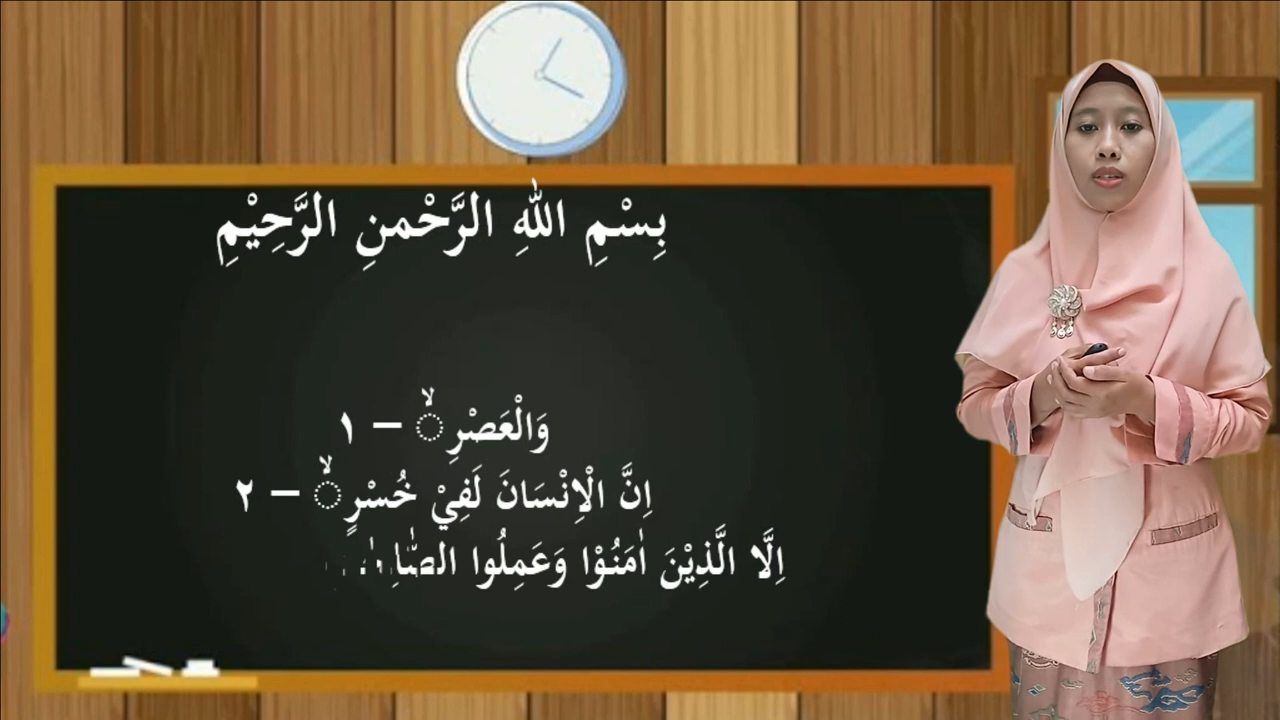 بِسْمِ اللهِ الرَّحْمنِ الرَّحِيْمِ
وَالْعَصْرِۙ – ١
اِنَّ الْاِنْسَانَ لَفِيْ خُسْرٍۙ – ٢
اِلَّا الَّذِيْنَ اٰمَنُوْا وَعَمِلُوا